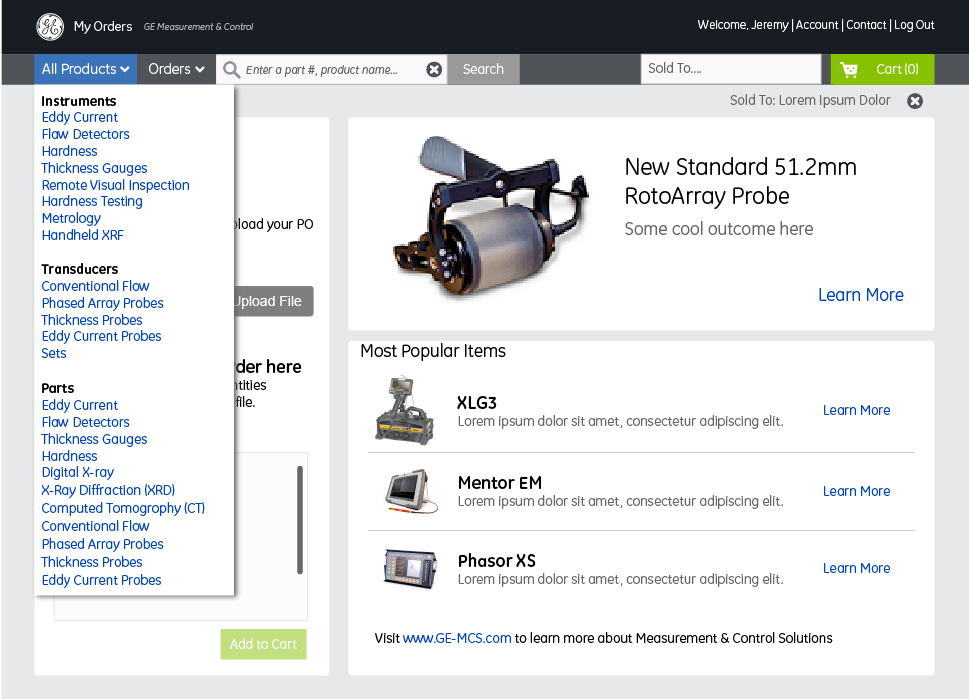 My Orders GE Measurement & Control
Welcome, Jeremy | Account | Contact | Log Out
All Products Orders Enter a part #, product name... Search Sold To.... Cart (0)
Sold To: Lorem Ipsum Dolor
Instruments
Eddy Current
Flaw Detectors
Hardness
Thickness Gauges
Remote Visual Inspection
Hardness Testing
Metrology
Handheld XRF
Transducers
Conventional Flow
Phased Array Probes
Thickness Probes
Eddy Current Probes
Sets
Parts
Eddy Current
Flaw Detectors
Thickness Gauges
Hardness
Digital X-ray
X-Ray Diffraction (XRD)
Computed Tomography (CT)
Conventional Flow
Phased Array Probes
Thickness Probes
Eddy Current Probes
load your PO
Upload File
der here
ntities
file.
Add to Cart
New Standard 51.2mm
RotoArray Probe
Some cool outcome here
Learn More
Most Popular Items
XLG3
Lorem ipsum dolor sit amet, consectetur adipiscing elit.
Learn More
Mentor EM
Lorem ipsum dolor sit amet, consectetur adipiscing elit.
Learn More
Phasor XS
Lorem ipsum dolor sit amet, consectetur adipiscing elit.
Learn More
Visit www.GE-MCS.com to learn more about Measurement & Control Solutions